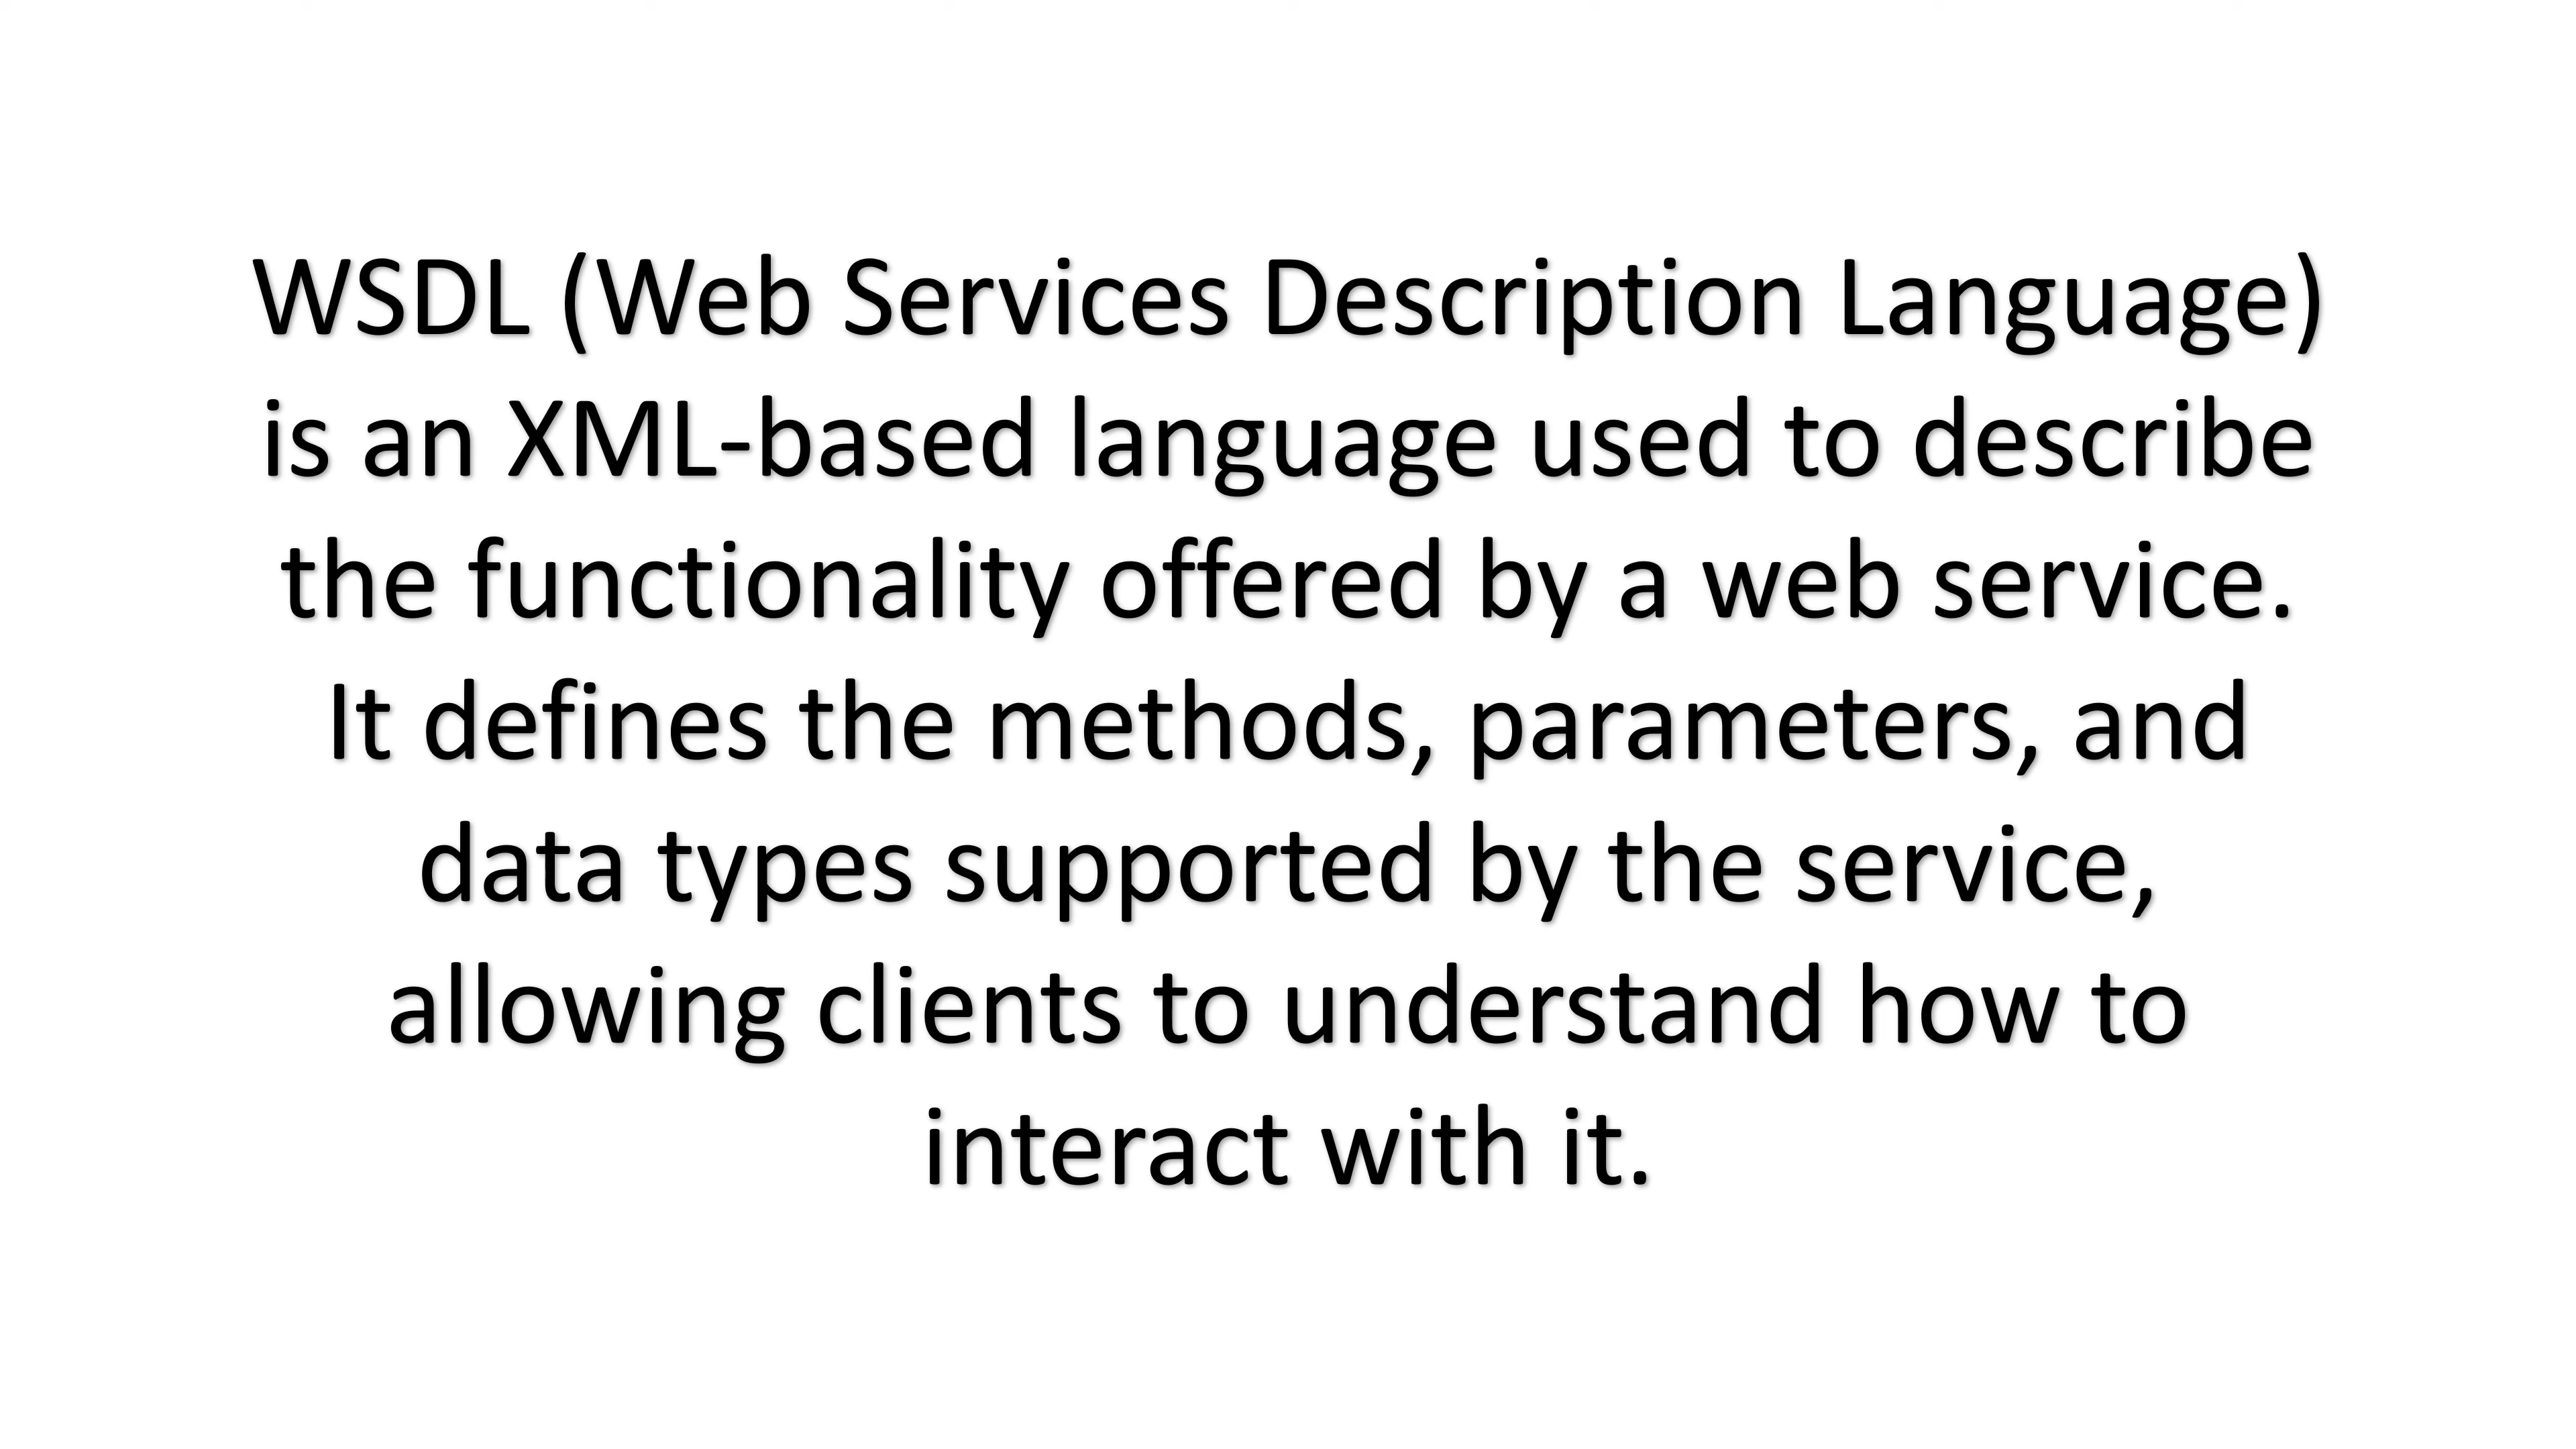 WSDL (Web Services Description Language)
is an XML-based language used to describe
the functionality offered by a web service.
It defines the methods, parameters, and
data types supported by the service,
allowing clients to understand how to
interact with it.